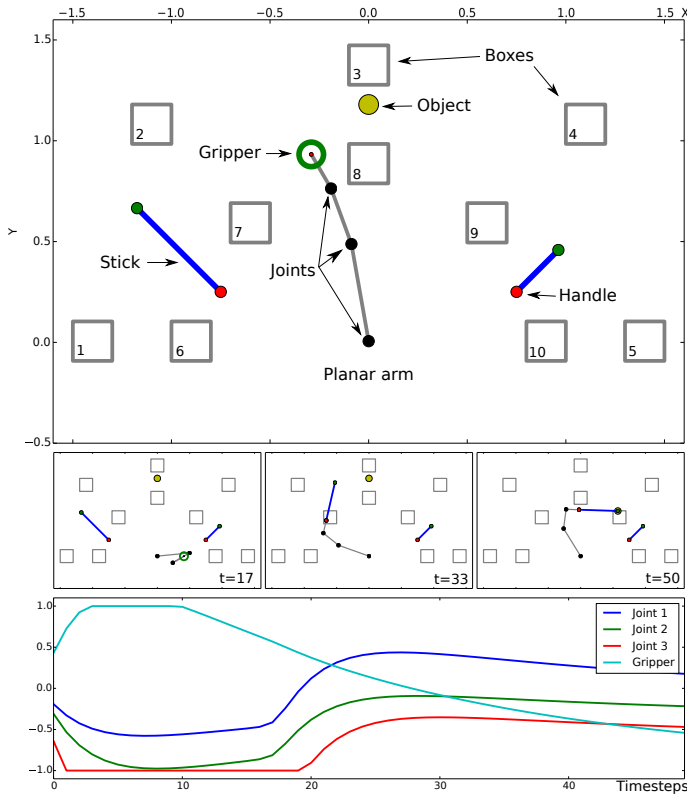 −1.5 −1.0 −0.5 0.0 0.5 1.0 1.5 X
1.5
3
Boxes
Object
1.0
2
4
Gripper
8
Y
7
9
0.5
Stick
Joints
Handle
0.0
1
6
10
5
Planar arm
−0.5
t=17
t=33
t=50
1.0
0.5
0.0
−0.5
−1.0
Joint 1
Joint 2
Joint 3
Gripper
0 10 20 30 40
Timesteps